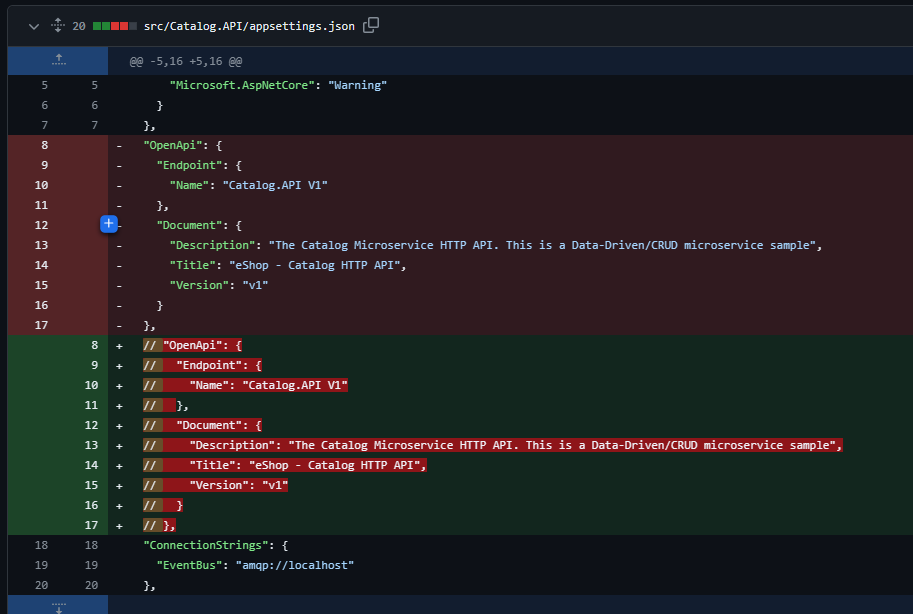 20 src/Catalog.API/appsettings.json
@@ -5,16 +5,16 @@
5 5 "Microsoft.AspNetCore": "Warning"
6 6 }
7 7 },
8 - "OpenApi": {
9 - "Endpoint": {
10 - "Name": "Catalog.API V1"
11 - },
12 - "Document": {
13 - "Description": "The Catalog Microservice HTTP API. This is a Data-Driven/CRUD microservice sample",
14 - "Title": "eShop - Catalog HTTP API",
15 - "Version": "v1"
16 - }
17 - },
8 + // "OpenApi": {
9 + //   "Endpoint": {
10 + //     "Name": "Catalog.API V1"
11 + //   },
12 + //   "Document": {
13 + //     "Description": "The Catalog Microservice HTTP API. This is a Data-Driven/CRUD microservice sample",
14 + //     "Title": "eShop - Catalog HTTP API",
15 + //     "Version": "v1"
16 + //   }
17 + // },
18 18 "ConnectionStrings": {
19 19 "EventBus": "amqp://localhost"
20 20 },